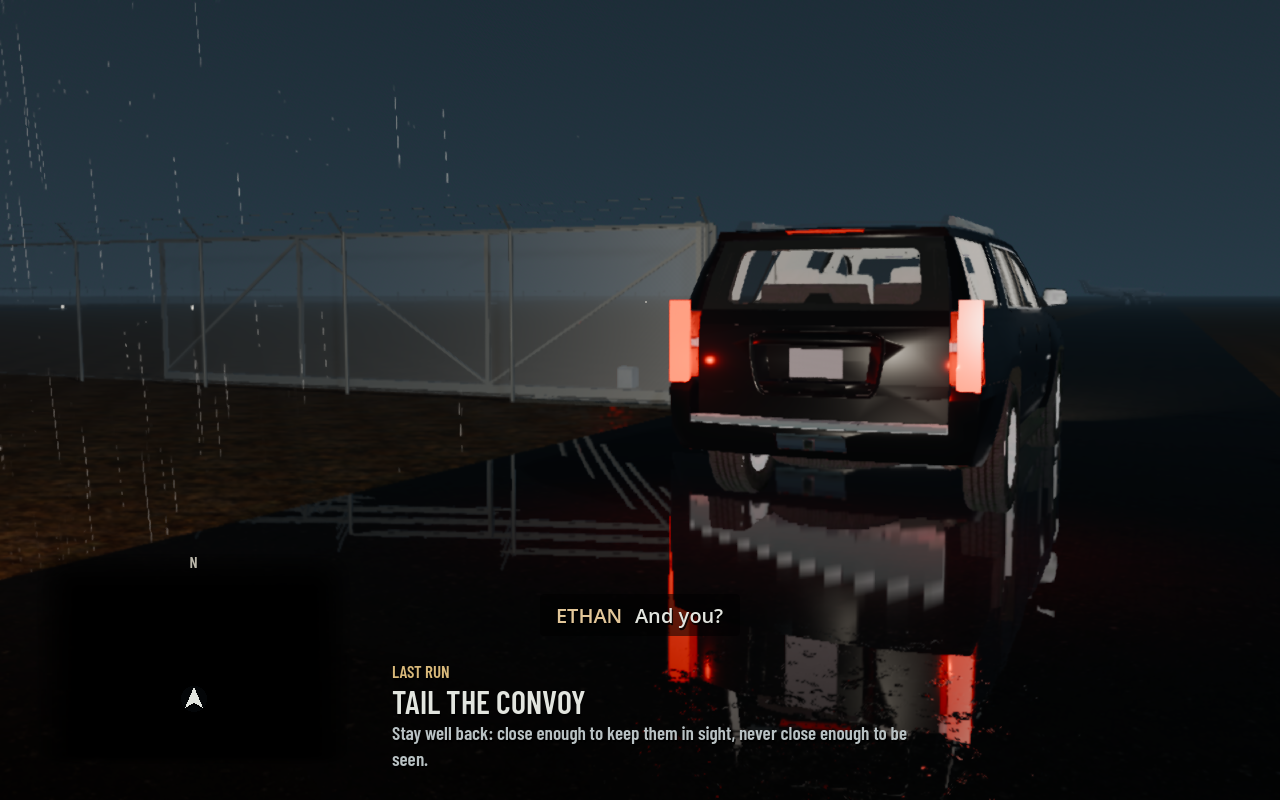 N
ETHAN And you?
LAST RUN
TAIL THE CONVOY
Stay well back: close enough to keep them in sight, never close enough to be
seen.